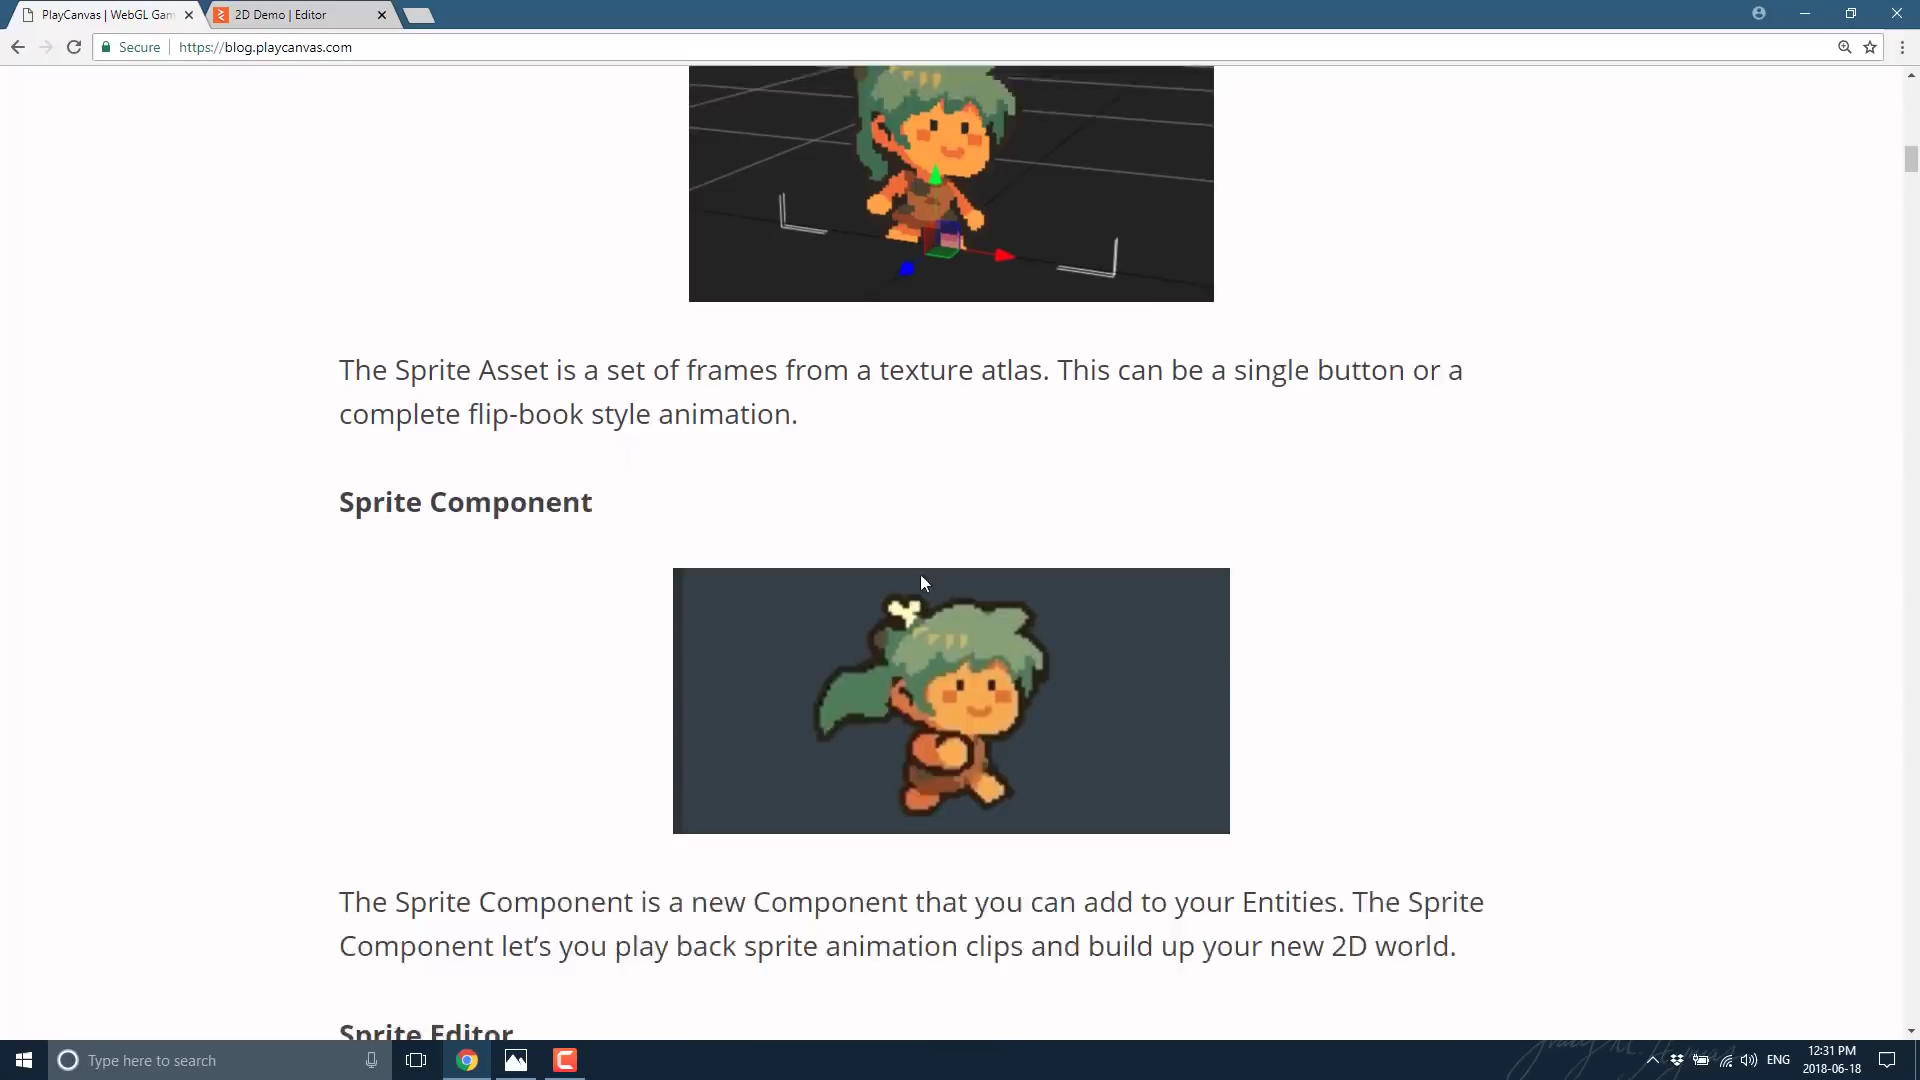 PlayCanvas | WebGL Gam
2D Demo | Editor
Secure
https://blog.playcanvas.com
The Sprite Asset is a set of frames from a texture atlas. This can be a single button or a
complete flip-book style animation.
Sprite Component
The Sprite Component is a new Component that you can add to your Entities. The Sprite
Component let’s you play back sprite animation clips and build up your new 2D world.
Sprite Editor
Type here to search
ENG
12:31 PM
2018-06-18